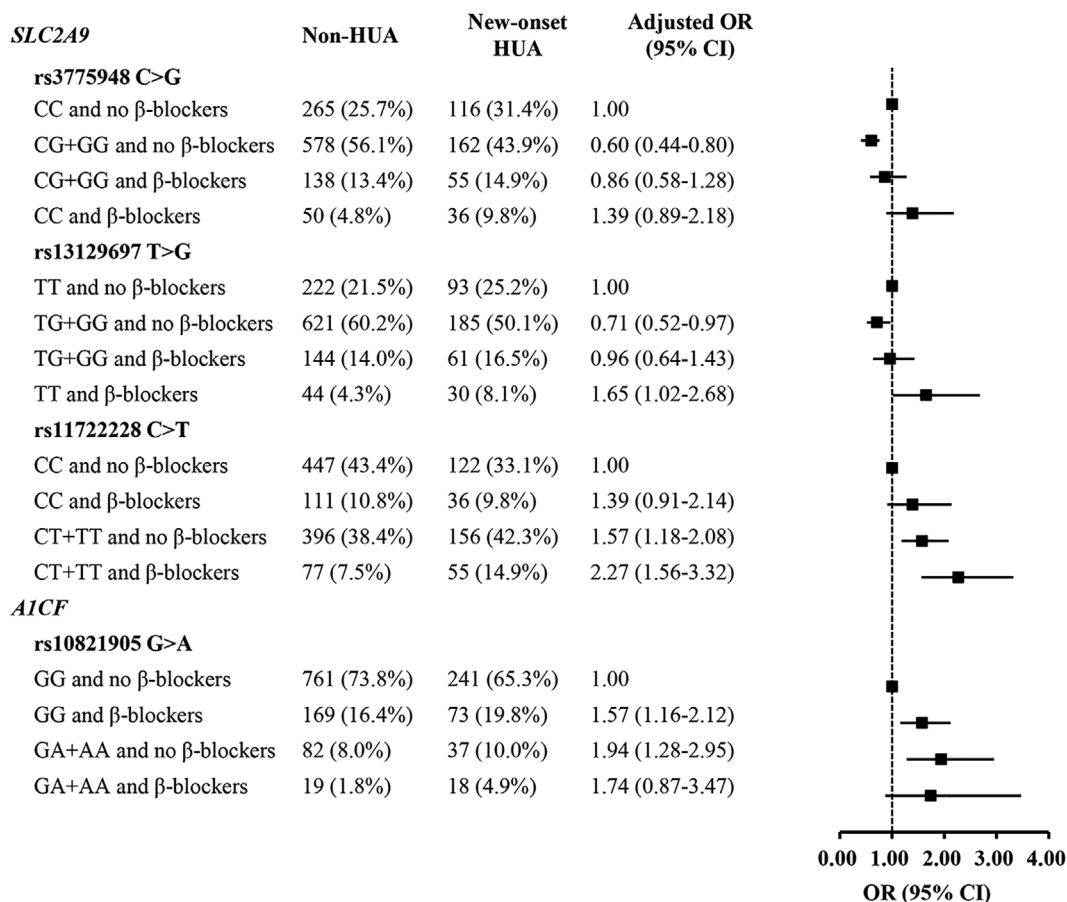 SLC2A9 Non-HUA New-onset HUA Adjusted OR (95% CI)
rs3775948 C>G
CC and no β-blockers 265 (25.7%) 116 (31.4%) 1.00
CG+GG and no β-blockers 578 (56.1%) 162 (43.9%) 0.60 (0.44-0.80)
CG+GG and β-blockers 138 (13.4%) 55 (14.9%) 0.86 (0.58-1.28)
CC and β-blockers 50 (4.8%) 36 (9.8%) 1.39 (0.89-2.18)
rs13129697 T>G
TT and no β-blockers 222 (21.5%) 93 (25.2%) 1.00
TG+GG and no β-blockers 621 (60.2%) 185 (50.1%) 0.71 (0.52-0.97)
TG+GG and β-blockers 144 (14.0%) 61 (16.5%) 0.96 (0.64-1.43)
TT and β-blockers 44 (4.3%) 30 (8.1%) 1.65 (1.02-2.68)
rs11722228 C>T
CC and no β-blockers 447 (43.4%) 122 (33.1%) 1.00
CC and β-blockers 111 (10.8%) 36 (9.8%) 1.39 (0.91-2.14)
CT+TT and no β-blockers 396 (38.4%) 156 (42.3%) 1.57 (1.18-2.08)
CT+TT and β-blockers 77 (7.5%) 55 (14.9%) 2.27 (1.56-3.32)
A1CF
rs10821905 G>A
GG and no β-blockers 761 (73.8%) 241 (65.3%) 1.00
GG and β-blockers 169 (16.4%) 73 (19.8%) 1.57 (1.16-2.12)
GA+AA and no β-blockers 82 (8.0%) 37 (10.0%) 1.94 (1.28-2.95)
GA+AA and β-blockers 19 (1.8%) 18 (4.9%) 1.74 (0.87-3.47)
0.00 1.00 2.00 3.00 4.00
OR (95% CI)